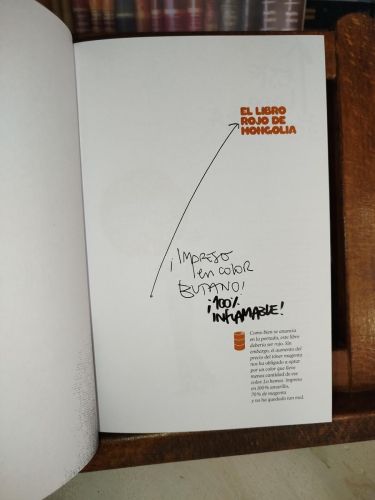 EL LIBRO
ROJO DE
MONGOLIA
¡IMPRESO
en COLOR
BUTANO!
¡100%
INFLAMABLE!
Como bien se anuncia
en la portada, este libro
debería ser rojo. Sin
embargo, el aumento del
precio del tóner magenta
nos ha obligado a optar
por un color que lleve
menos cantidad de ese
color. Lo hemos impreso
en 100% amarillo,
70% de magenta
y no ha quedado tan mal.